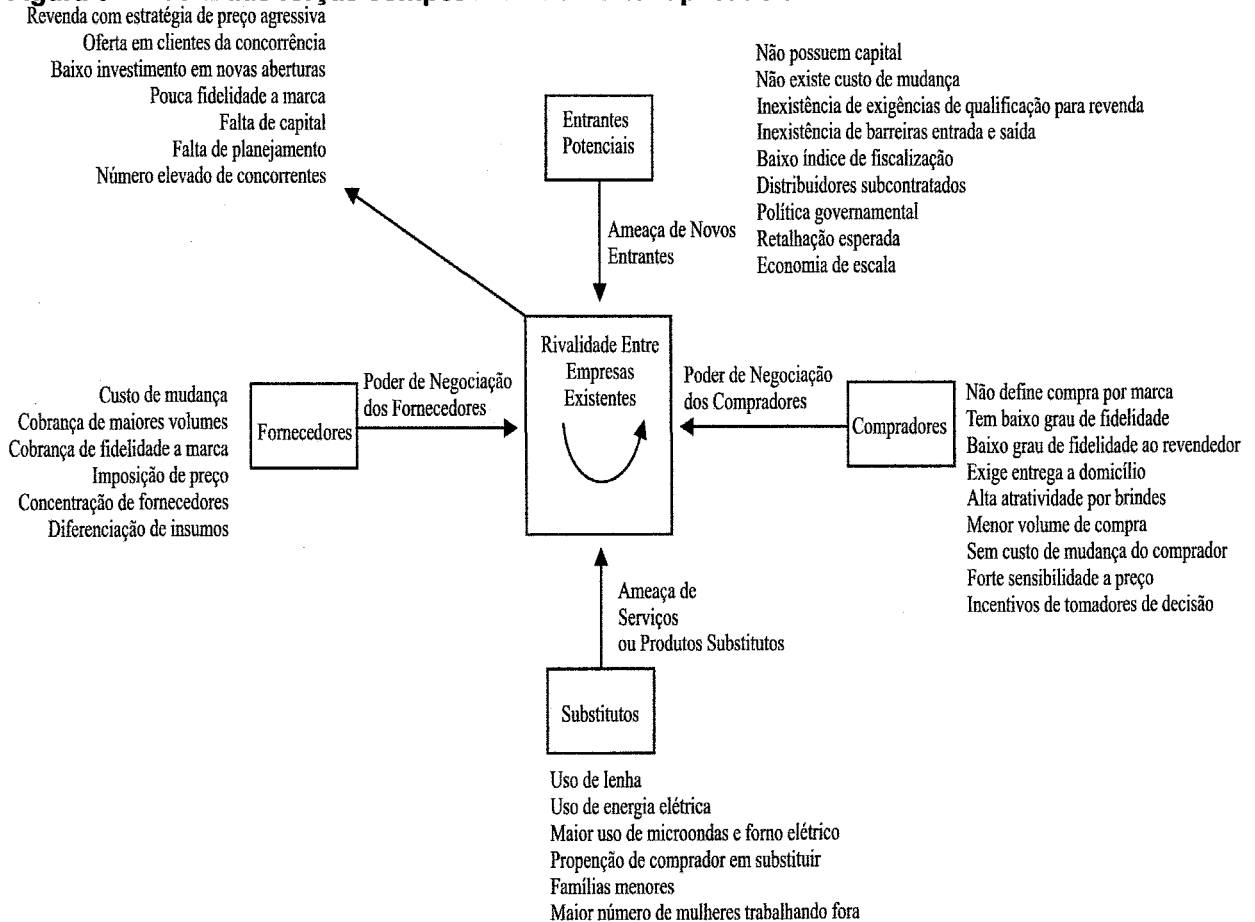 Revenda com estratégia de preço agressiva
Oferta em clientes da concorrência
Baixo investimento em novas aberturas
Pouca fidelidade a marca
Falta de capital
Falta de planejamento
Número elevado de concorrentes
Entrantes
Potenciais
Não possuem capital
Não existe custo de mudança
Inexistência de exigências de qualificação para revenda
Inexistência de barreiras entrada e saída
Baixo índice de fiscalização
Distribuidores subcontratados
Política governamental
Retalhação esperada
Economia de escala
Ameaça de Novos
Entrantes
Rivalidade Entre
Empresas
Existentes
Custo de mudança
Cobrança de maiores volumes
Cobrança de fidelidade a marca
Imposição de preço
Concentração de fornecedores
Diferenciação de insumos
Fornecedores
Poder de Negociação
dos Fornecedores
Poder de Negociação
dos Compradores
Compradores
Não define compra por marca
Tem baixo grau de fidelidade
Baixo grau de fidelidade ao revendedor
Exige entrega a domicílio
Alta atratividade por brindes
Menor volume de compra
Sem custo de mudança do comprador
Forte sensibilidade a preço
Incentivos de tomadores de decisão
Ameaça de
Serviços
ou Produtos Substitutos
Substitutos
Uso de lenha
Uso de energia elétrica
Maior uso de microondas e forno elétrico
Propenção de comprador em substituir
Famílias menores
Maior número de mulheres trabalhando fora